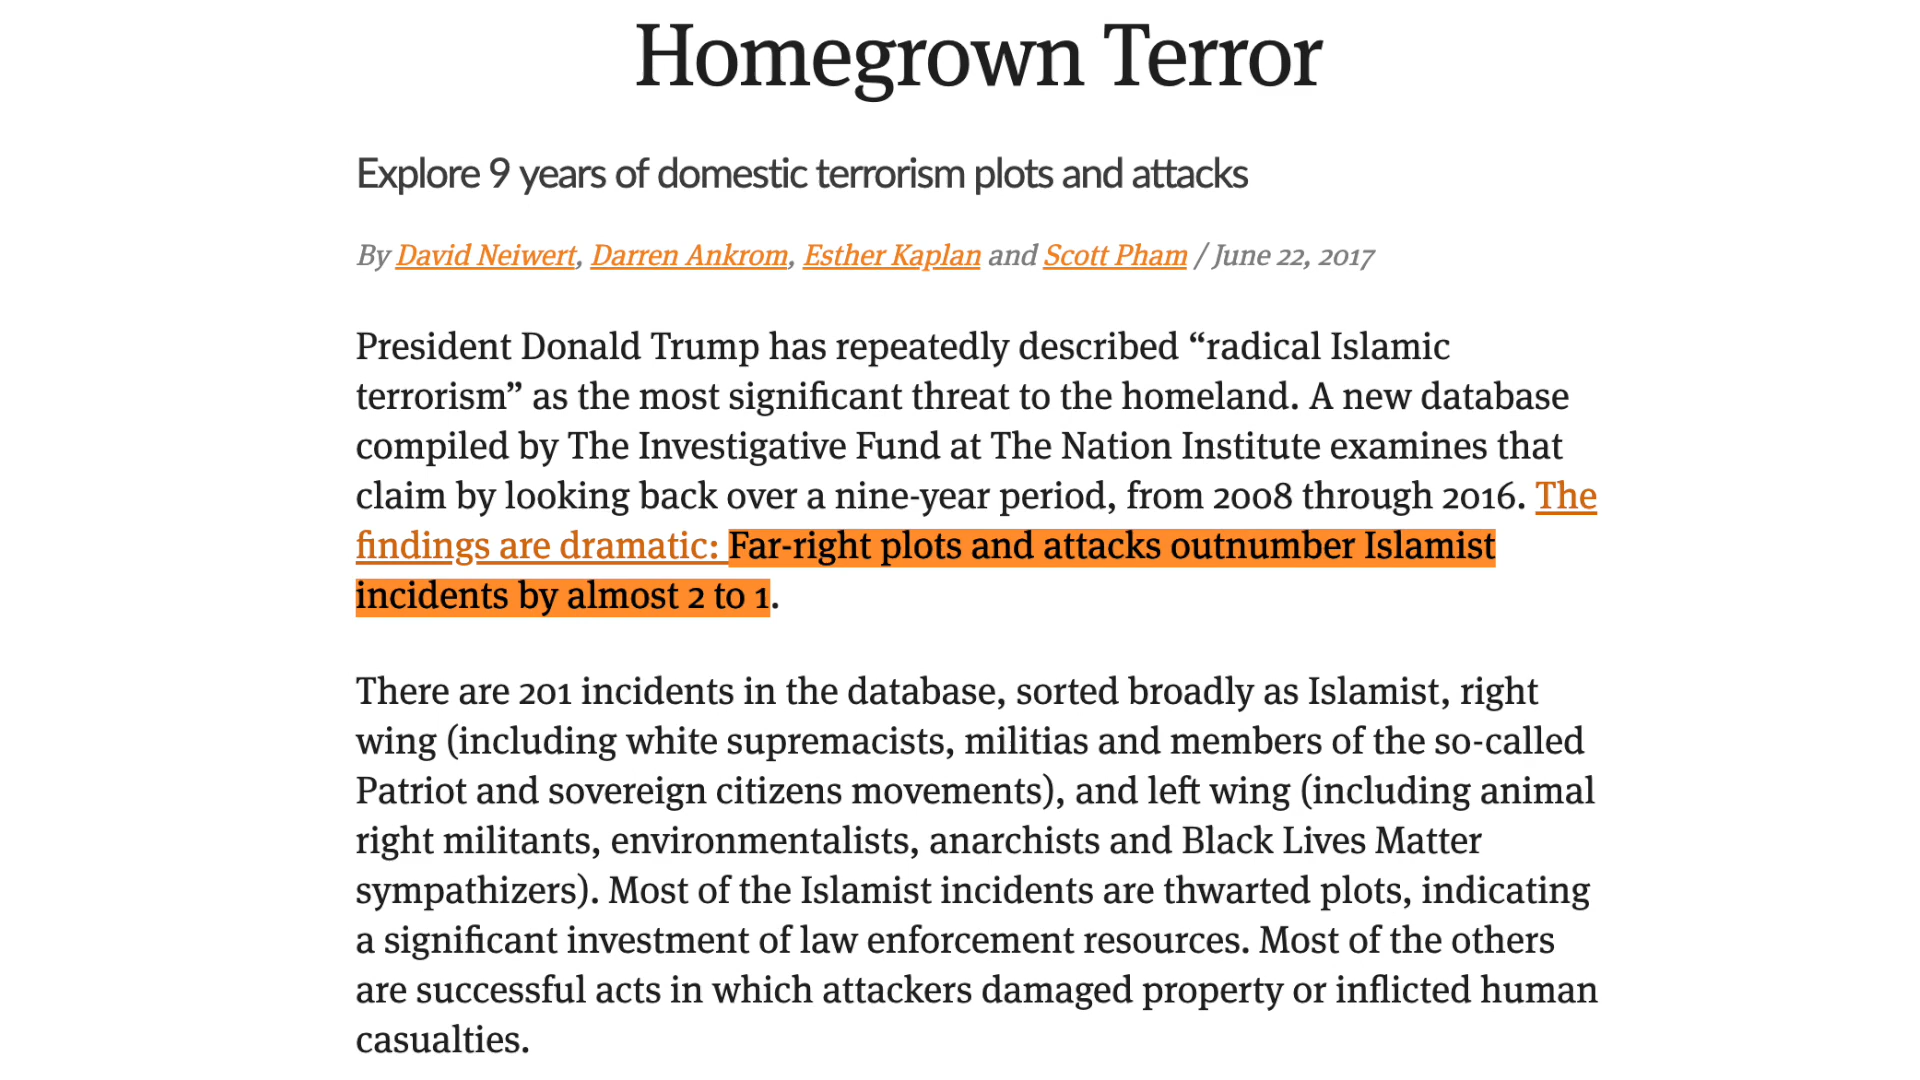 Homegrown Terror
Explore 9 years of domestic terrorism plots and attacks
By David Neiwert, Darren Ankrom, Esther Kaplan and Scott Pham / June 22, 2017
President Donald Trump has repeatedly described “radical Islamic
terrorism” as the most significant threat to the homeland. A new database
compiled by The Investigative Fund at The Nation Institute examines that
claim by looking back over a nine-year period, from 2008 through 2016. The
findings are dramatic: Far-right plots and attacks outnumber Islamist
incidents by almost 2 to 1.
There are 201 incidents in the database, sorted broadly as Islamist, right
wing (including white supremacists, militias and members of the so-called
Patriot and sovereign citizens movements), and left wing (including animal
right militants, environmentalists, anarchists and Black Lives Matter
sympathizers). Most of the Islamist incidents are thwarted plots, indicating
a significant investment of law enforcement resources. Most of the others
are successful acts in which attackers damaged property or inflicted human
casualties.